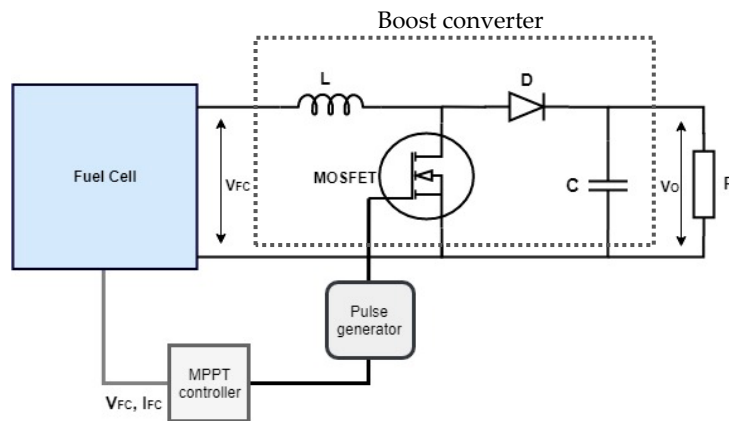 Boost converter
L
D
Fuel Cell
VFC
MOSFET
C
VO
R
Pulse
generator
MPPT
controller
VFC, IFC